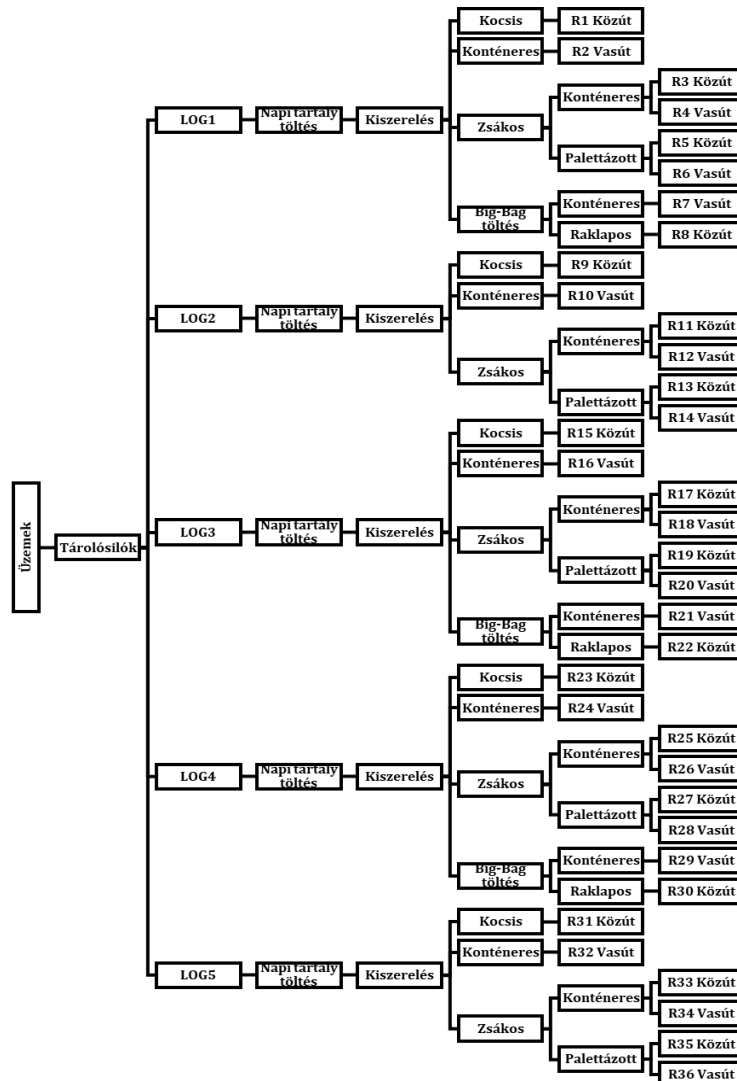 Üzemek
Tárolósilók
LOG1
Napi tartály
töltés
Kiszerelés
Kocsis
R1 Közút
Konténeres
R2 Vasút
Zsákos
Konténeres
R3 Közút
R4 Vasút
Palettázott
R5 Közút
R6 Vasút
Big-Bag
töltés
Konténeres
R7 Vasút
Raklapos
R8 Közút
LOG2
Napi tartály
töltés
Kiszerelés
Kocsis
R9 Közút
Konténeres
R10 Vasút
Zsákos
Konténeres
R11 Közút
R12 Vasút
Palettázott
R13 Közút
R14 Vasút
LOG3
Napi tartály
töltés
Kiszerelés
Kocsis
R15 Közút
Konténeres
R16 Vasút
Zsákos
Konténeres
R17 Közút
R18 Vasút
Palettázott
R19 Közút
R20 Vasút
Big-Bag
töltés
Konténeres
R21 Vasút
Raklapos
R22 Közút
LOG4
Napi tartály
töltés
Kiszerelés
Kocsis
R23 Közút
Konténeres
R24 Vasút
Zsákos
Konténeres
R25 Közút
R26 Vasút
Palettázott
R27 Közút
R28 Vasút
Big-Bag
töltés
Konténeres
R29 Vasút
Raklapos
R30 Közút
LOG5
Napi tartály
töltés
Kiszerelés
Kocsis
R31 Közút
Konténeres
R32 Vasút
Zsákos
Konténeres
R33 Közút
R34 Vasút
Palettázott
R35 Közút
R36 Vasút